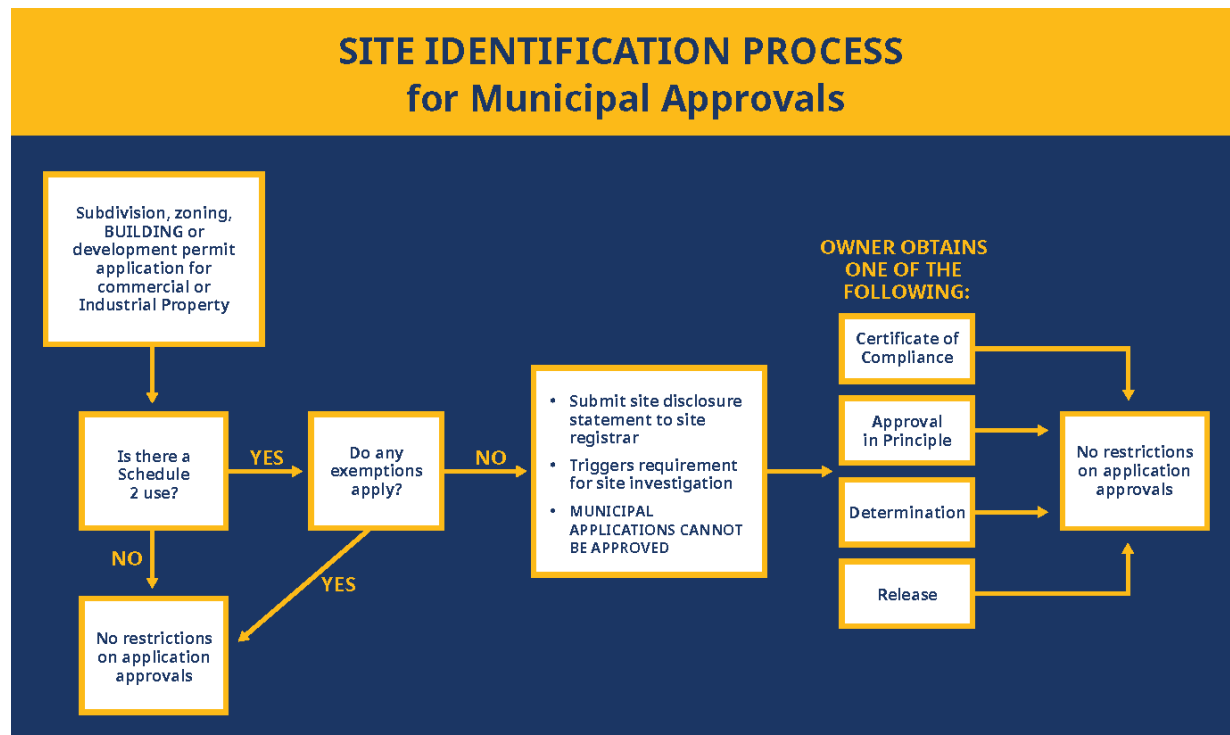 SITE IDENTIFICATION PROCESS
for Municipal Approvals
Subdivision, zoning,
BUILDING or
development permit
application for
commercial or
Industrial Property
Is there a
Schedule
2 use?
YES
Do any
exemptions
apply?
NO
• Submit site disclosure
statement to site
registrar
• Triggers requirement
for site investigation
• MUNICIPAL
APPLICATIONS CANNOT
BE APPROVED
OWNER OBTAINS
ONE OF THE
FOLLOWING:
Certificate of
Compliance
Approval
in Principle
Determination
Release
No restrictions
on application
approvals
NO
YES
No restrictions
on application
approvals